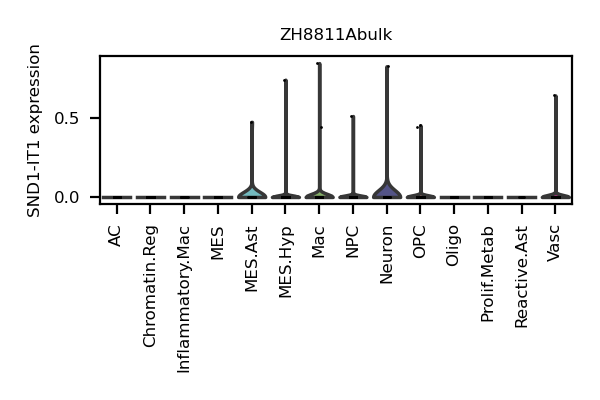 ZH8811Abulk
SND1-IT1 expression
0.5
0.0
AC
Chromatin.Reg
Inflammatory.Mac
MES
MES.Ast
MES.Hyp
Mac
NPC
Neuron
OPC
Oligo
Prolif.Metab
Reactive.Ast
Vasc